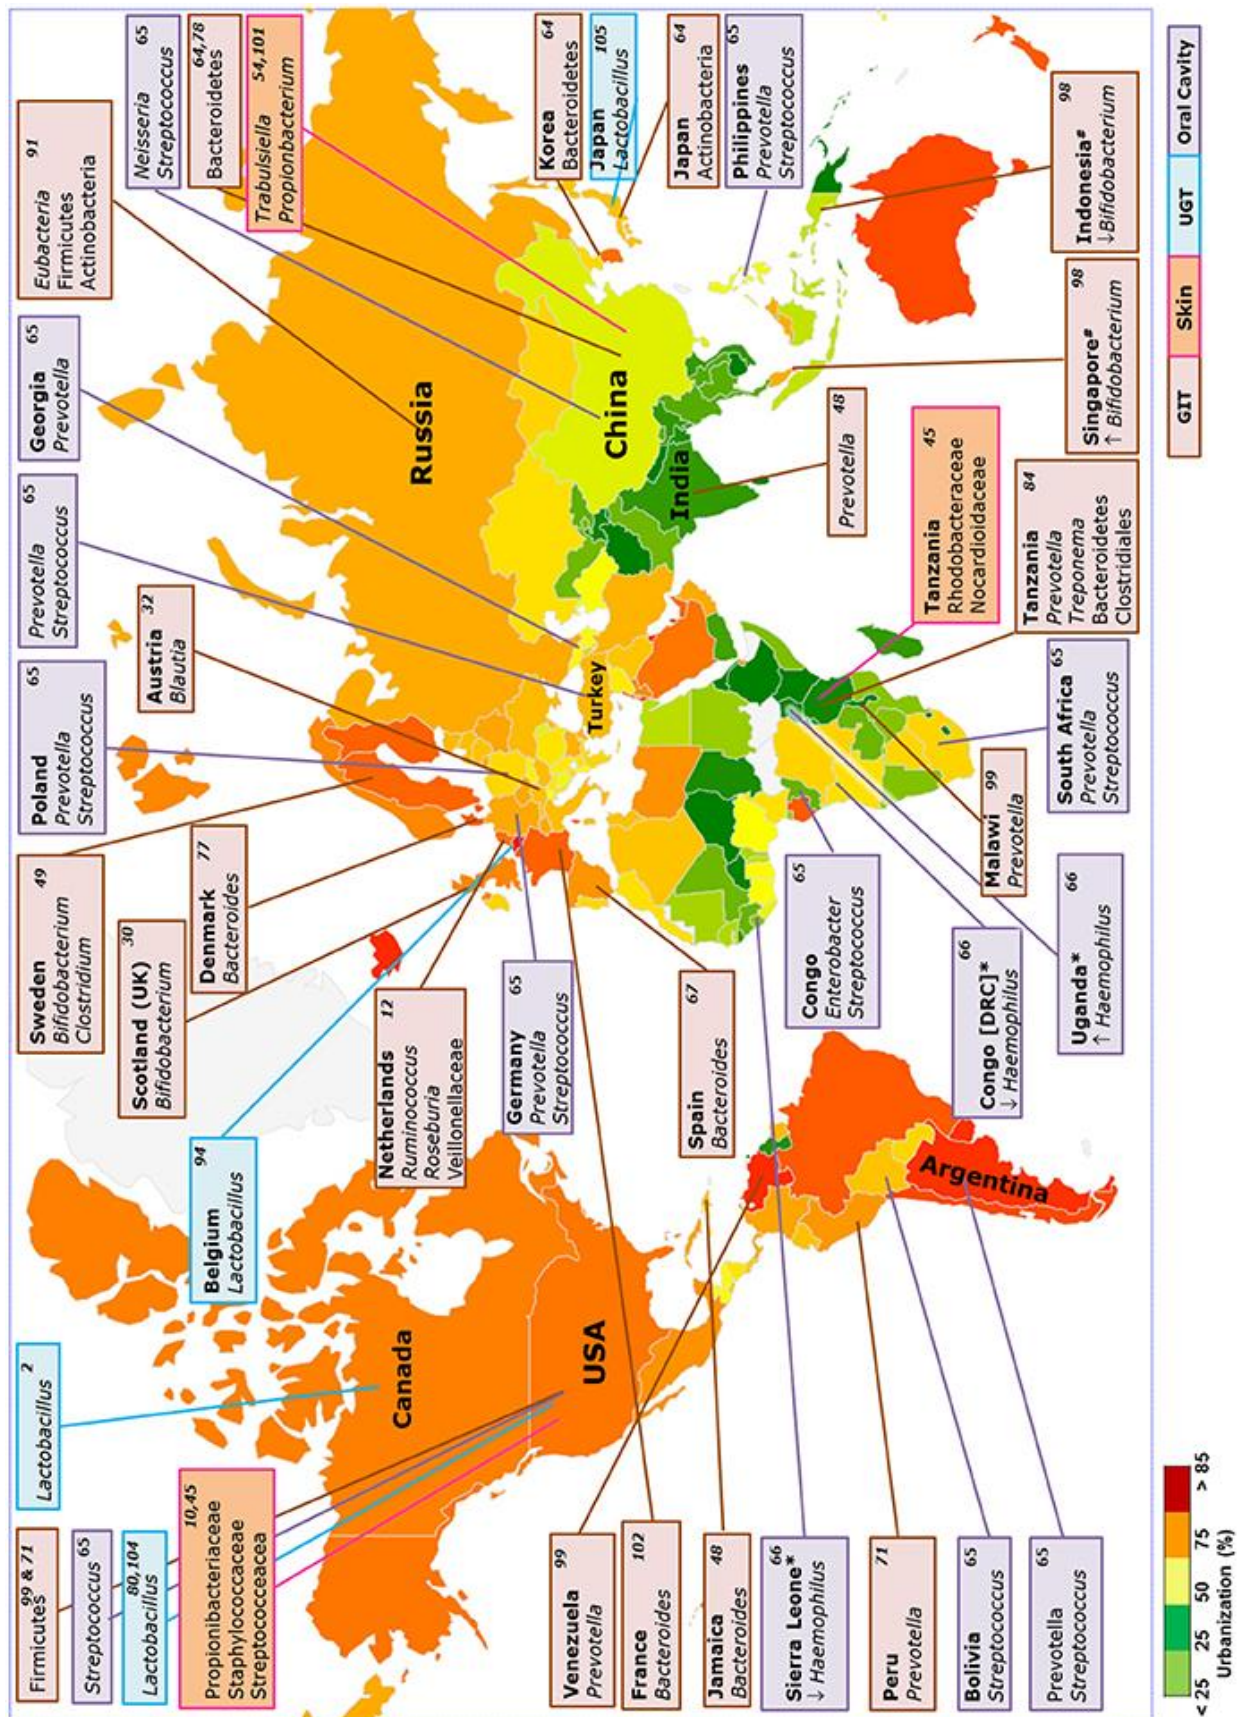 Firmicutes 99 & 71
Streptococcus 65
Lactobacillus 80,104
10,45
Propionibacteriaceae
Staphylococcaceae
Streptococcacea
Lactobacillus 2
Belgium 94
Lactobacillus
Sweden 49
Bifidobacterium
Clostridium
Scotland (UK) 30
Bifidobacterium
Denmark 77
Bacteroides
Poland 65
Prevotella
Streptococcus
Austria 32
Blautia
Prevotella 65
Streptococcus
Georgia 65
Prevotella
Eubacteria 91
Firmicutes
Actinobacteria
Neisseria 65
Streptococcus
64,78
Bacteroidetes
Trabulsiella 54,101
Propionbacterium
Canada
USA
Russia
China
India
Turkey
Argentina
Netherlands 12
Ruminococcus
Roseburia
Veillonellaceae
Germany 65
Prevotella
Streptococcus
Spain 67
Bacteroides
Korea 64
Bacteroidetes
Japan 105
Lactobacillus
Japan 64
Actinobacteria
Philippines 65
Prevotella
Streptococcus
Indonesia# 98
↓Bifidobacterium
Singapore# 98
↑ Bifidobacterium
Prevotella 48
Tanzania 45
Rhodobacteraceae
Nocardioidaceae
Tanzania 84
Prevotella
Treponema
Bacteroidetes
Clostridiales
South Africa 65
Prevotella
Streptococcus
Malawi 99
Prevotella
Uganda* 66
↑ Haemophilus
Congo 65
Enterobacter
Streptococcus
Congo [DRC]* 66
↓ Haemophilus
Venezuela 99
Prevotella
France 102
Bacteroides
Jamaica 48
Bacteroides
Sierra Leone* 66
↓ Haemophilus
Peru 71
Prevotella
Bolivia 65
Streptococcus
Prevotella 65
Streptococcus
< 25 25 50 75 > 85
Urbanization (%)
GIT Skin UGT Oral Cavity